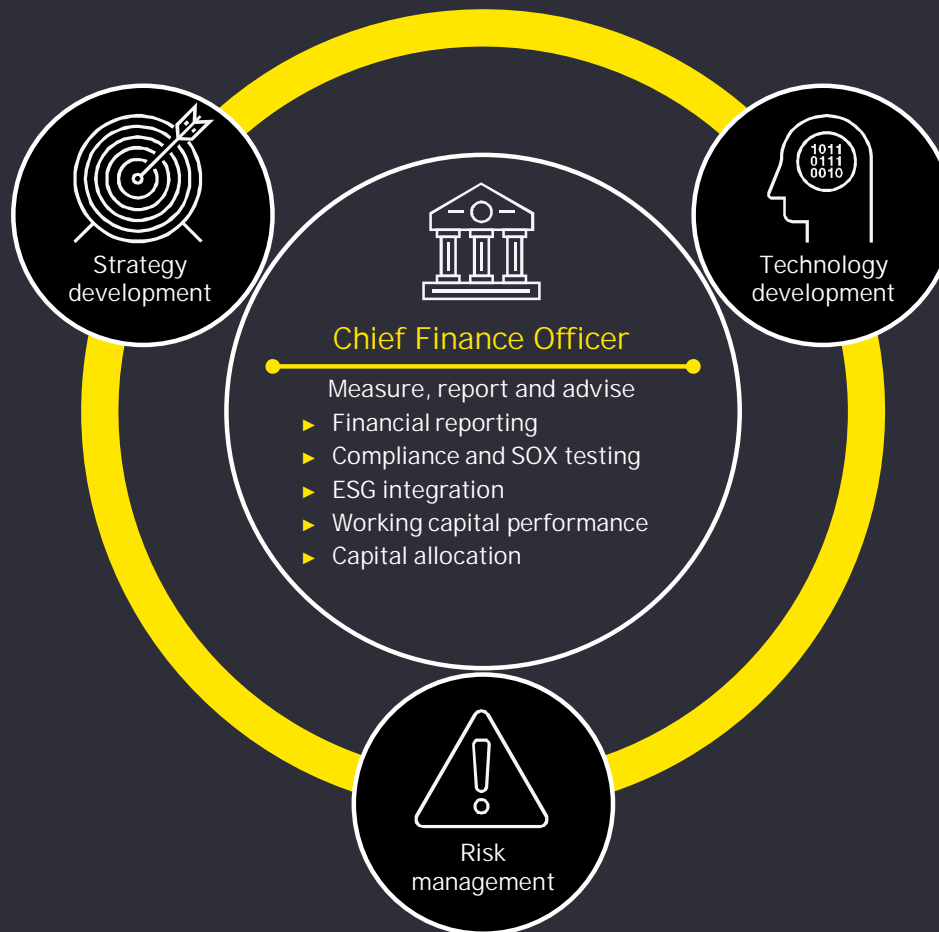 Strategy
development
1011
0111
0010
Technology
development
Chief Finance Officer
Measure, report and advise
► Financial reporting
► Compliance and SOX testing
► ESG integration
► Working capital performance
► Capital allocation
Risk
management